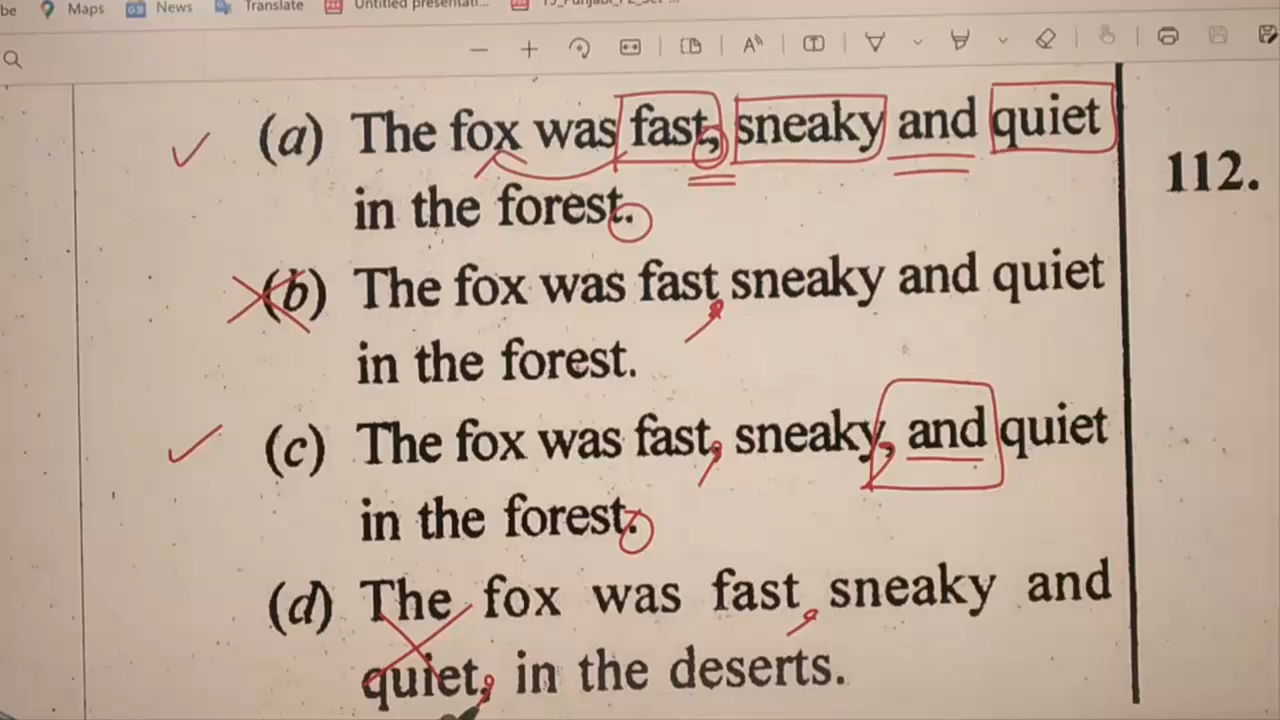 be Maps News Translate Untitled presentati...
(a) The fox was fast, sneaky and quiet
in the forest.
112.
(b) The fox was fast sneaky and quiet
in the forest.
(c) The fox was fast, sneaky, and quiet
in the forest.
(d) The fox was fast sneaky and
quiet, in the deserts.